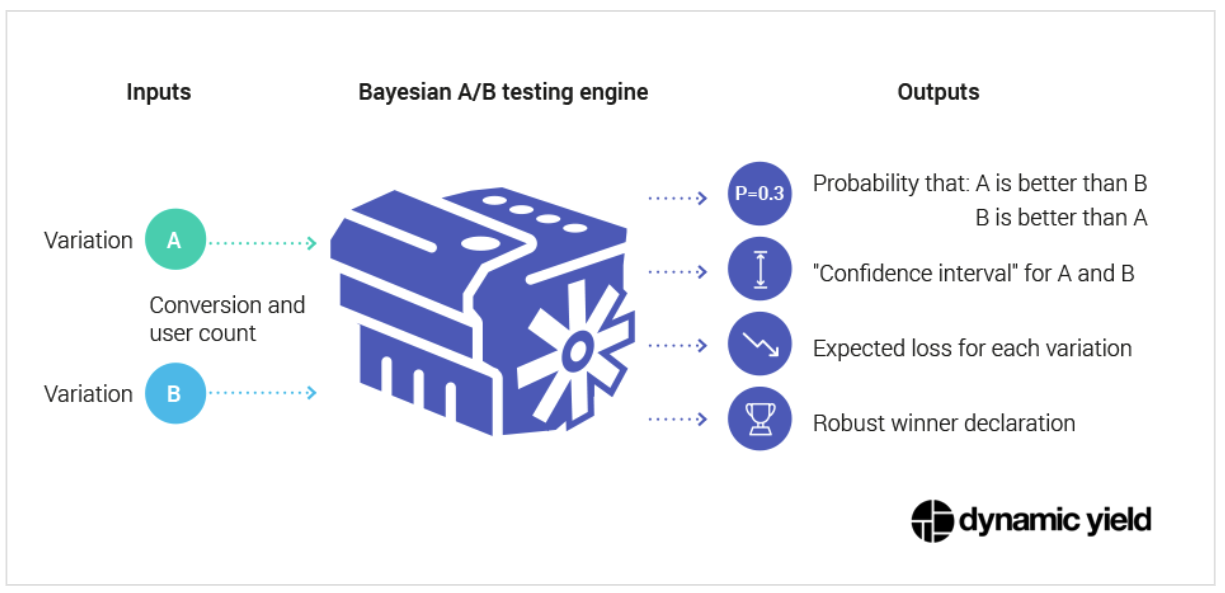 Inputs
Bayesian A/B testing engine
Outputs
Variation
A
Conversion and
user count
Variation
B
P=0.3
Probability that: A is better than B
B is better than A
"Confidence interval" for A and B
Expected loss for each variation
Robust winner declaration
dynamic yield